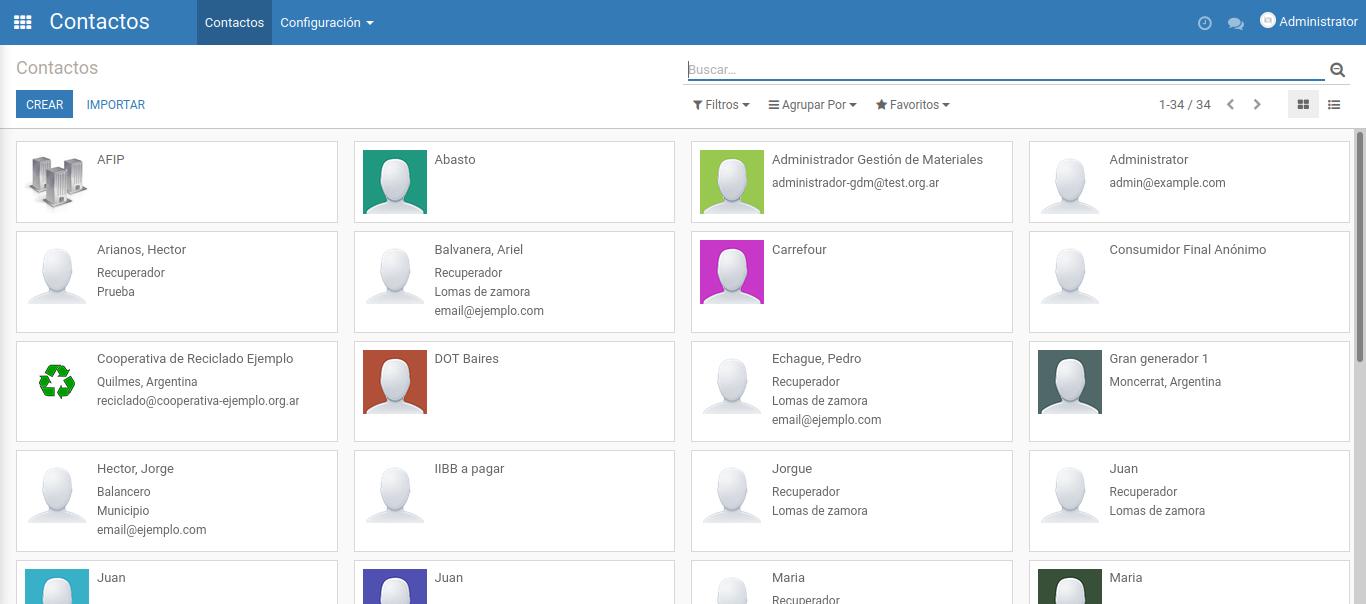 Contactos
Contactos
Configuración
Administrator
Contactos
Buscar...
CREAR
IMPORTAR
Filtros
Agrupar Por
Favoritos
1-34 / 34
AFIP
Abasto
Administrador Gestión de Materiales
administrador-gdm@test.org.ar
Administrator
admin@example.com
Arianos, Hector
Recuperador
Prueba
Balvanera, Ariel
Recuperador
Lomas de zamora
email@ejemplo.com
Carrefour
Consumidor Final Anónimo
Cooperativa de Reciclado Ejemplo
Quilmes, Argentina
reciclado@cooperativa-ejemplo.org.ar
DOT Baires
Echague, Pedro
Recuperador
Lomas de zamora
email@ejemplo.com
Gran generador 1
Moncerrat, Argentina
Hector, Jorge
Balancero
Municipio
email@ejemplo.com
IIBB a pagar
Jorgue
Recuperador
Lomas de zamora
Juan
Recuperador
Lomas de zamora
Juan
Juan
Maria
Recuperador
Maria